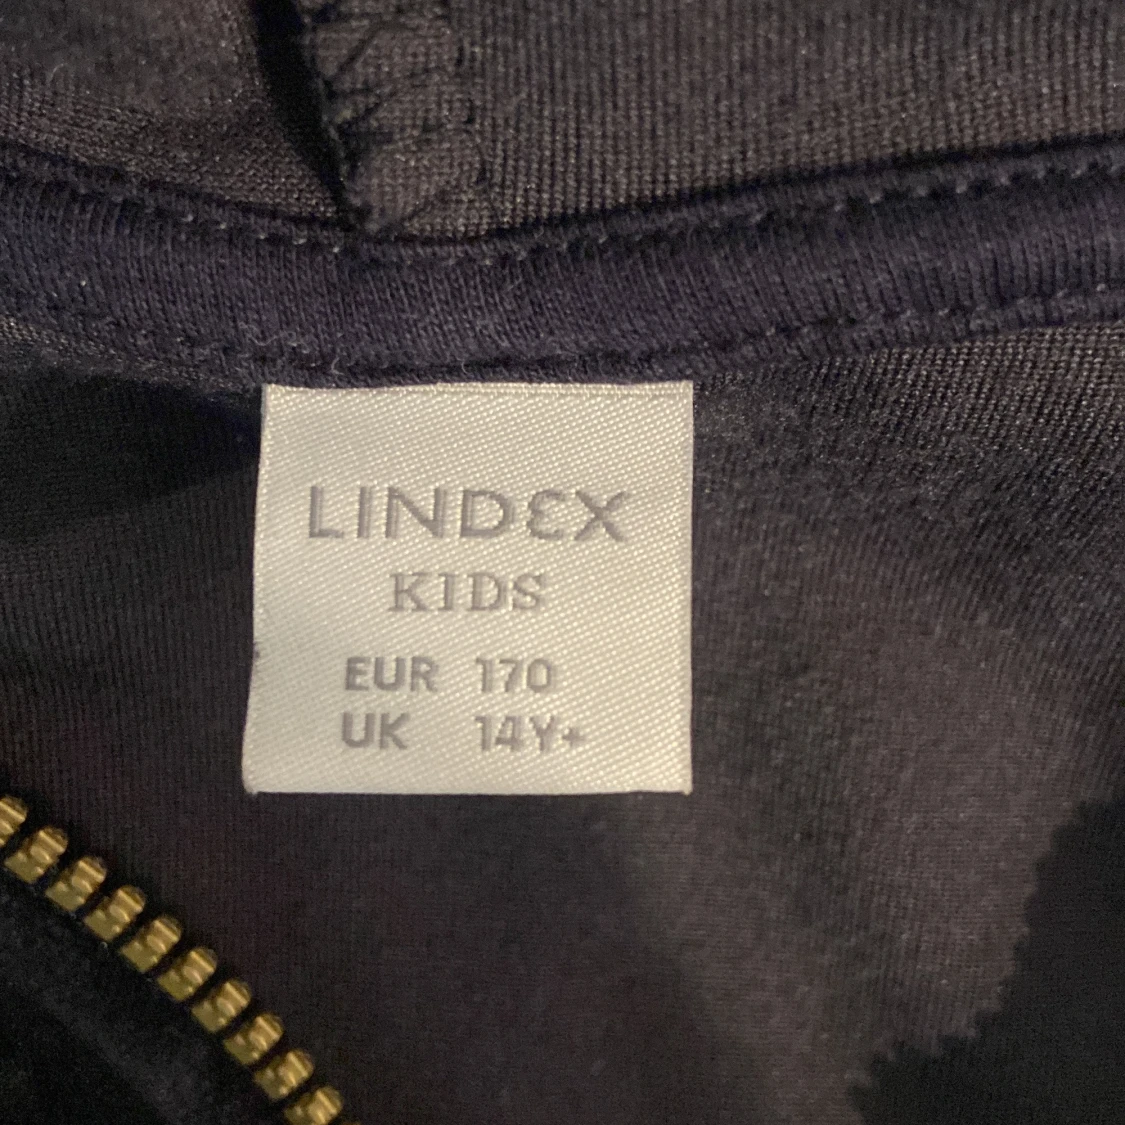 LINDEX
KIDS
EUR 170
UK 14Y+